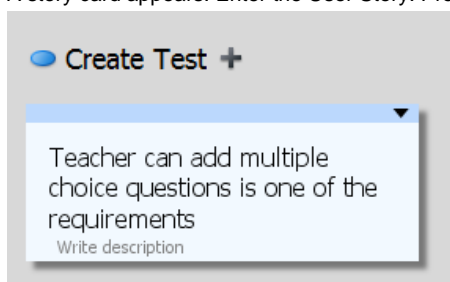 A story card appears. Enter the User Story. Pre
Create Test +
Teacher can add multiple
choice questions is one of the
requirements
Write description